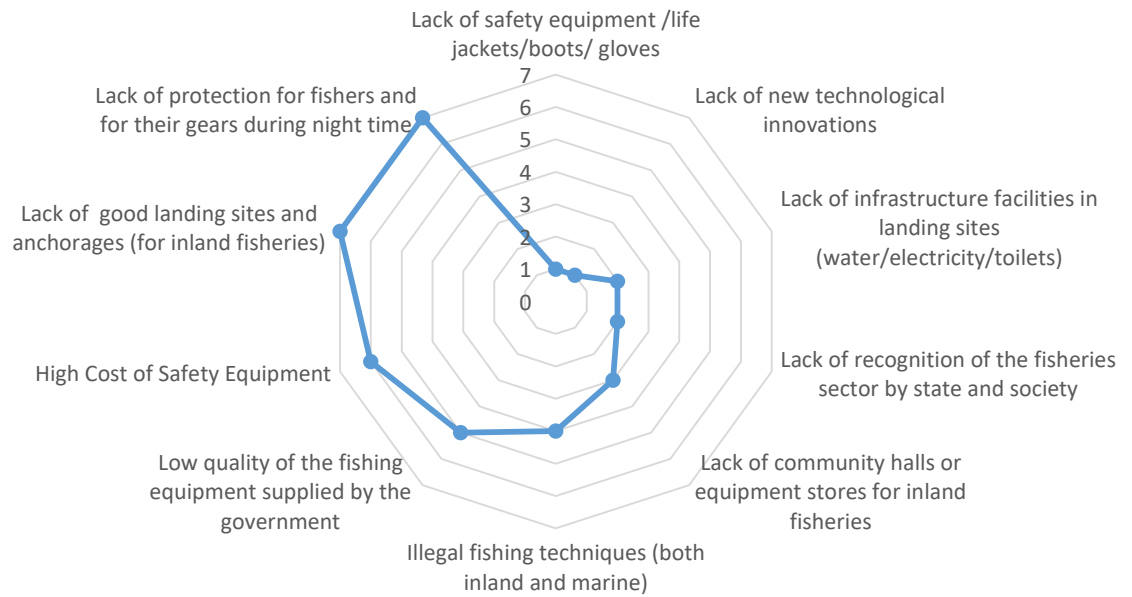 Lack of safety equipment /life
jackets/boots/ gloves
Lack of new technological
innovations
Lack of infrastructure facilities in
landing sites
(water/electricity/toilets)
Lack of recognition of the fisheries
sector by state and society
Lack of community halls or
equipment stores for inland
fisheries
Illegal fishing techniques (both
inland and marine)
Low quality of the fishing
equipment supplied by the
government
High Cost of Safety Equipment
Lack of  good landing sites and
anchorages (for inland fisheries)
Lack of protection for fishers and
for their gears during night time
7
6
5
4
3
2
1
0